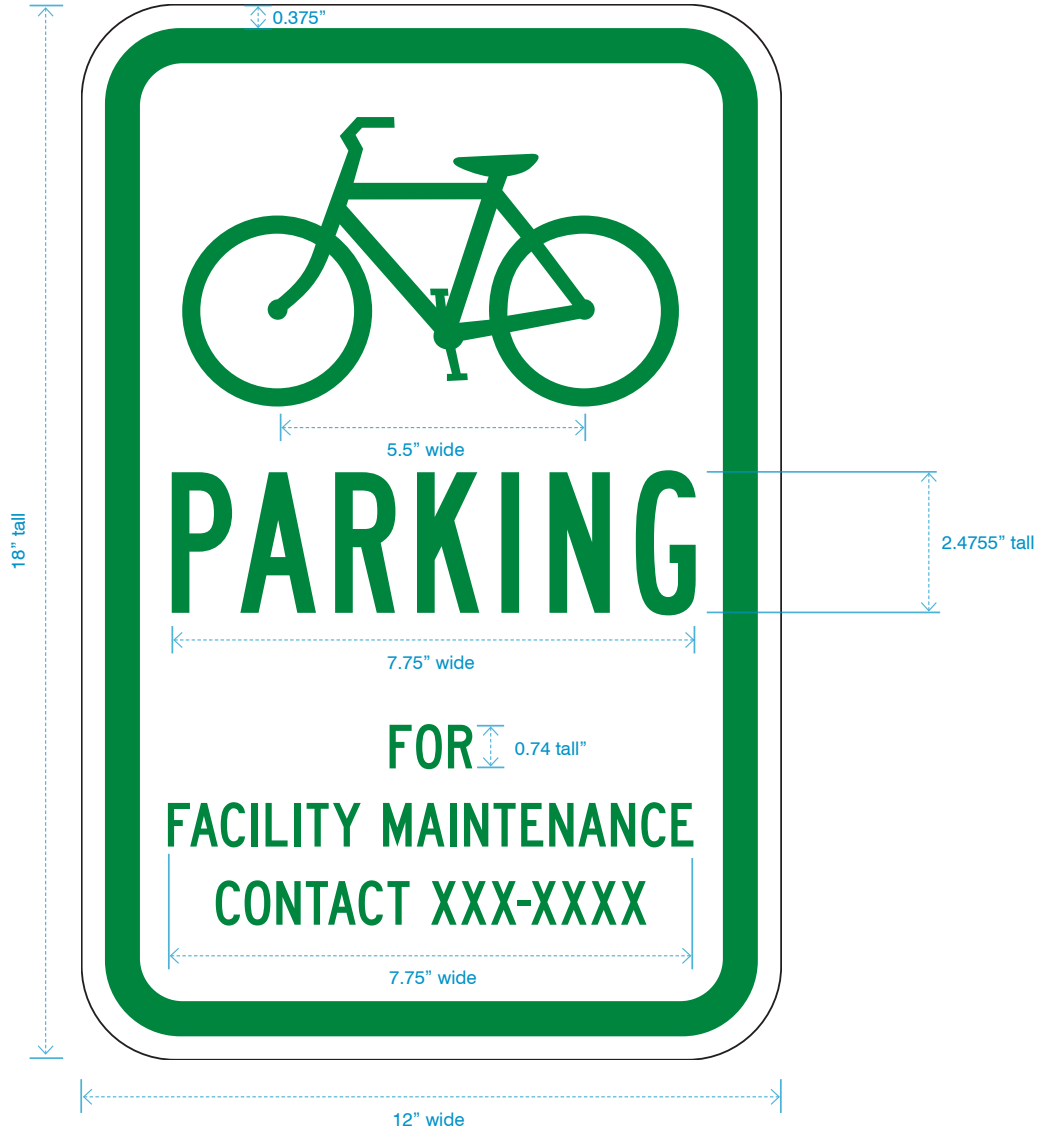 0.375”
5.5” wide
PARKING
18” tall
2.4755” tall
7.75” wide
FOR
0.74 tall”
FACILITY MAINTENANCE
CONTACT XXX-XXXX
7.75” wide
12” wide